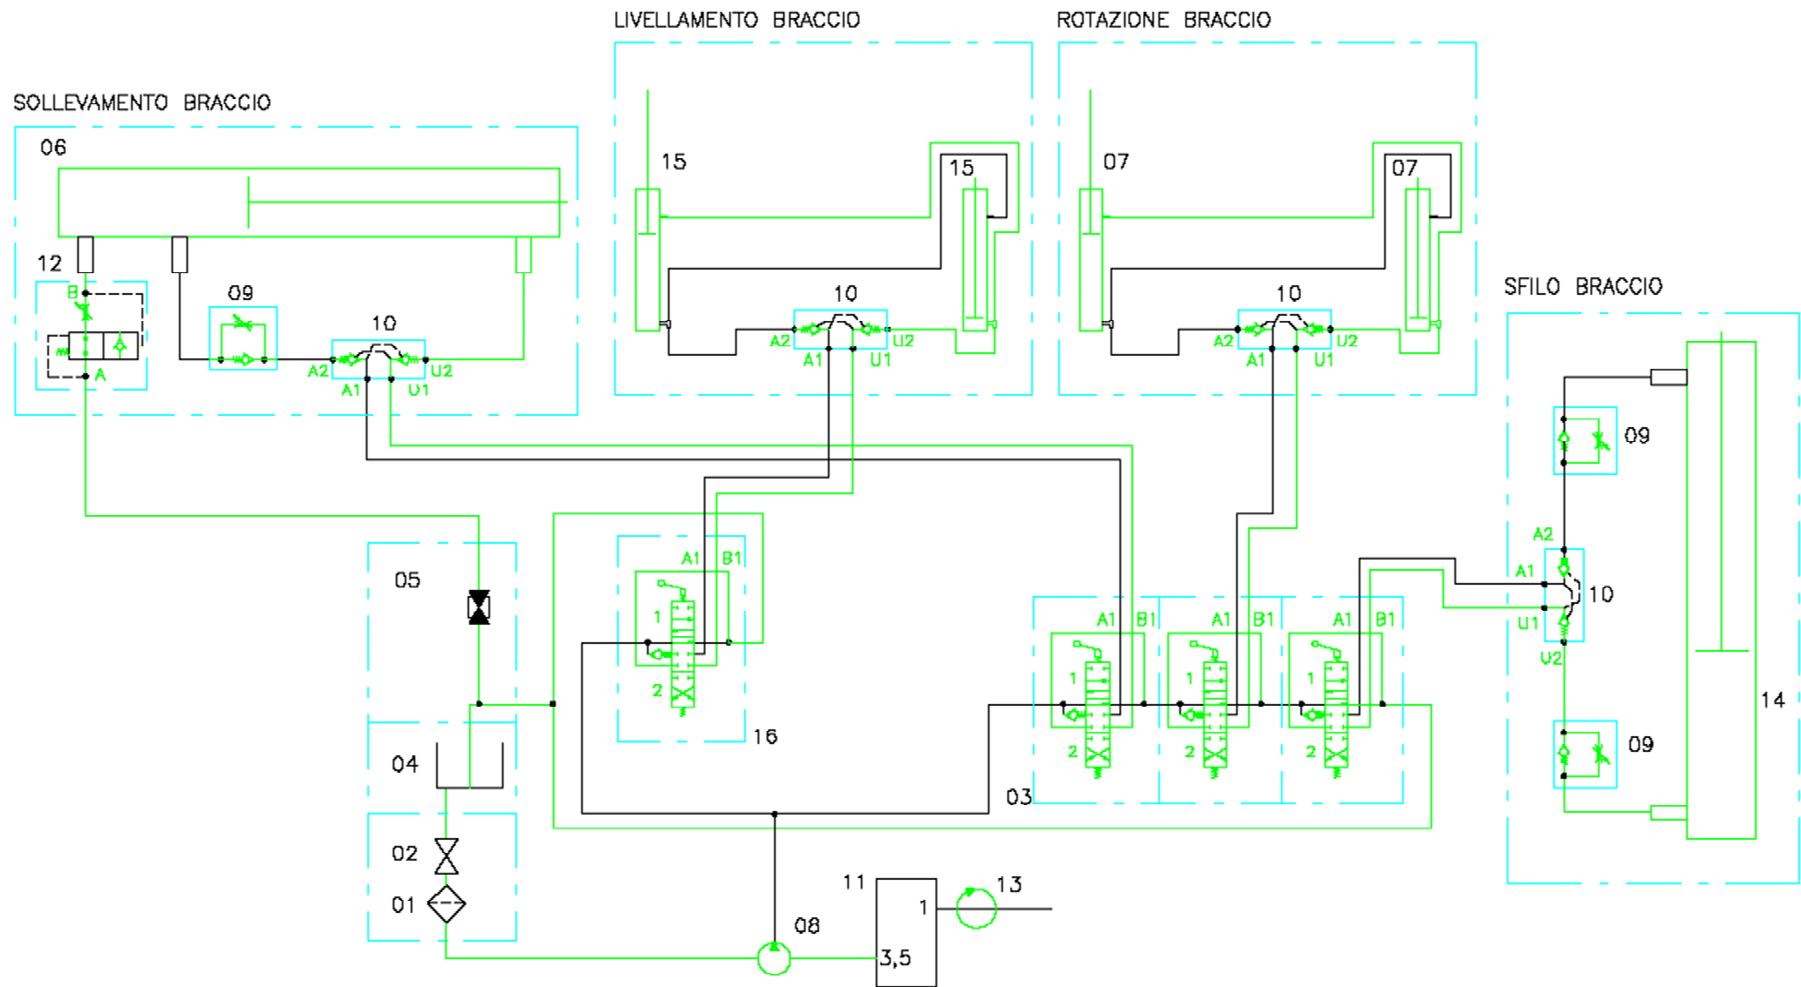 LIVELLAMENTO BRACCIO
ROTAZIONE BRACCIO
SOLLEVAMENTO BRACCIO
06
12
B
A
09
10
A2
U2
A1
U1
15
15
10
A2
U2
A1
U1
07
07
10
A2
U2
A1
U1
SFILO BRACCIO
09
A2
A1
10
U1
U2
14
09
05
04
02
01
A1
B1
1
2
16
A1
B1
A1
B1
A1
B1
1
1
1
2
2
2
03
11
1
13
08
3,5